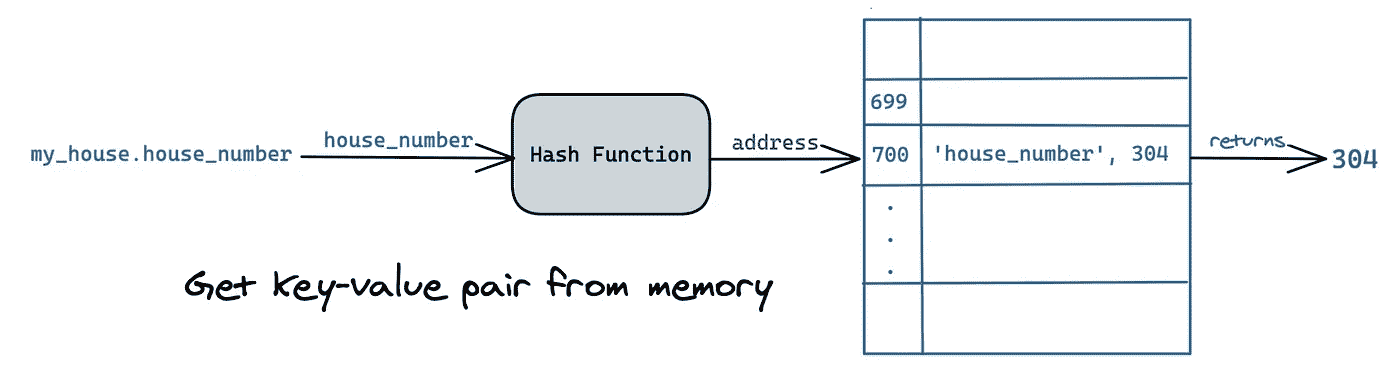 my_house.house_number
house_number
Hash Function
address
699
700 'house_number', 304
returns
304
Get key-value pair from memory